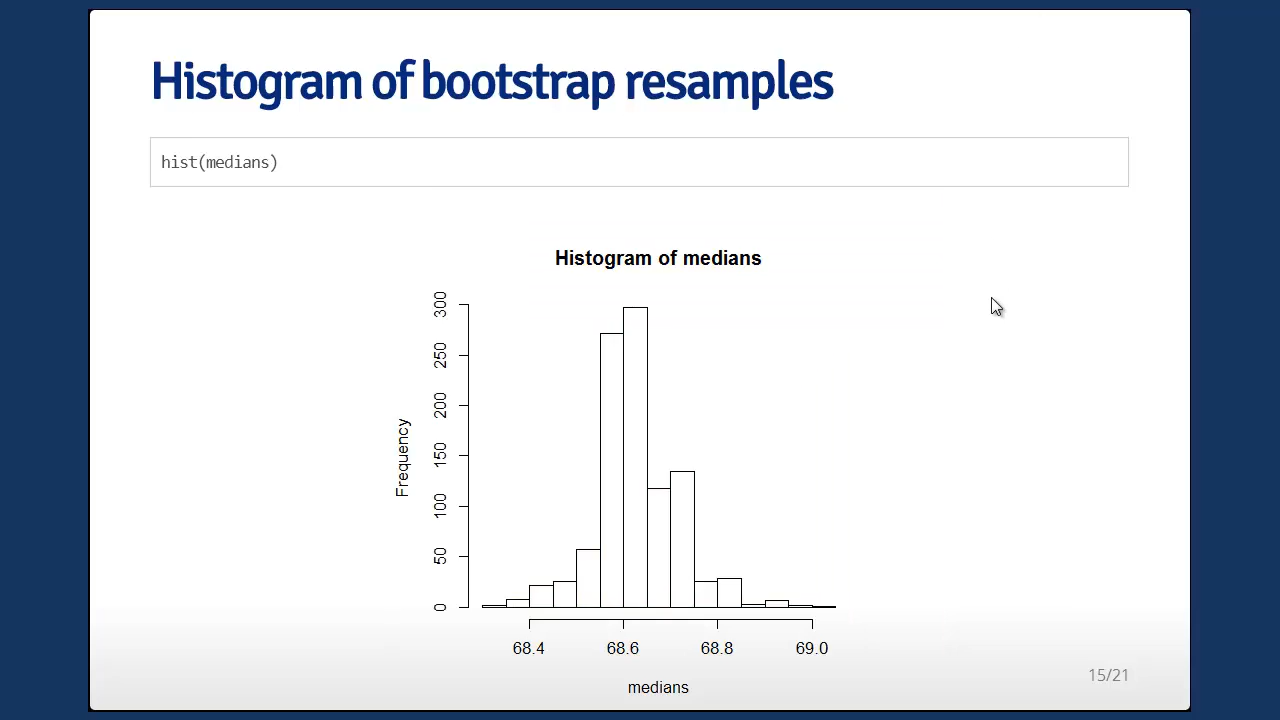 Histogram of bootstrap resamples
hist(medians)
Histogram of medians
Frequency
300
250
200
150
100
50
0
68.4 68.6 68.8 69.0
medians
15/21